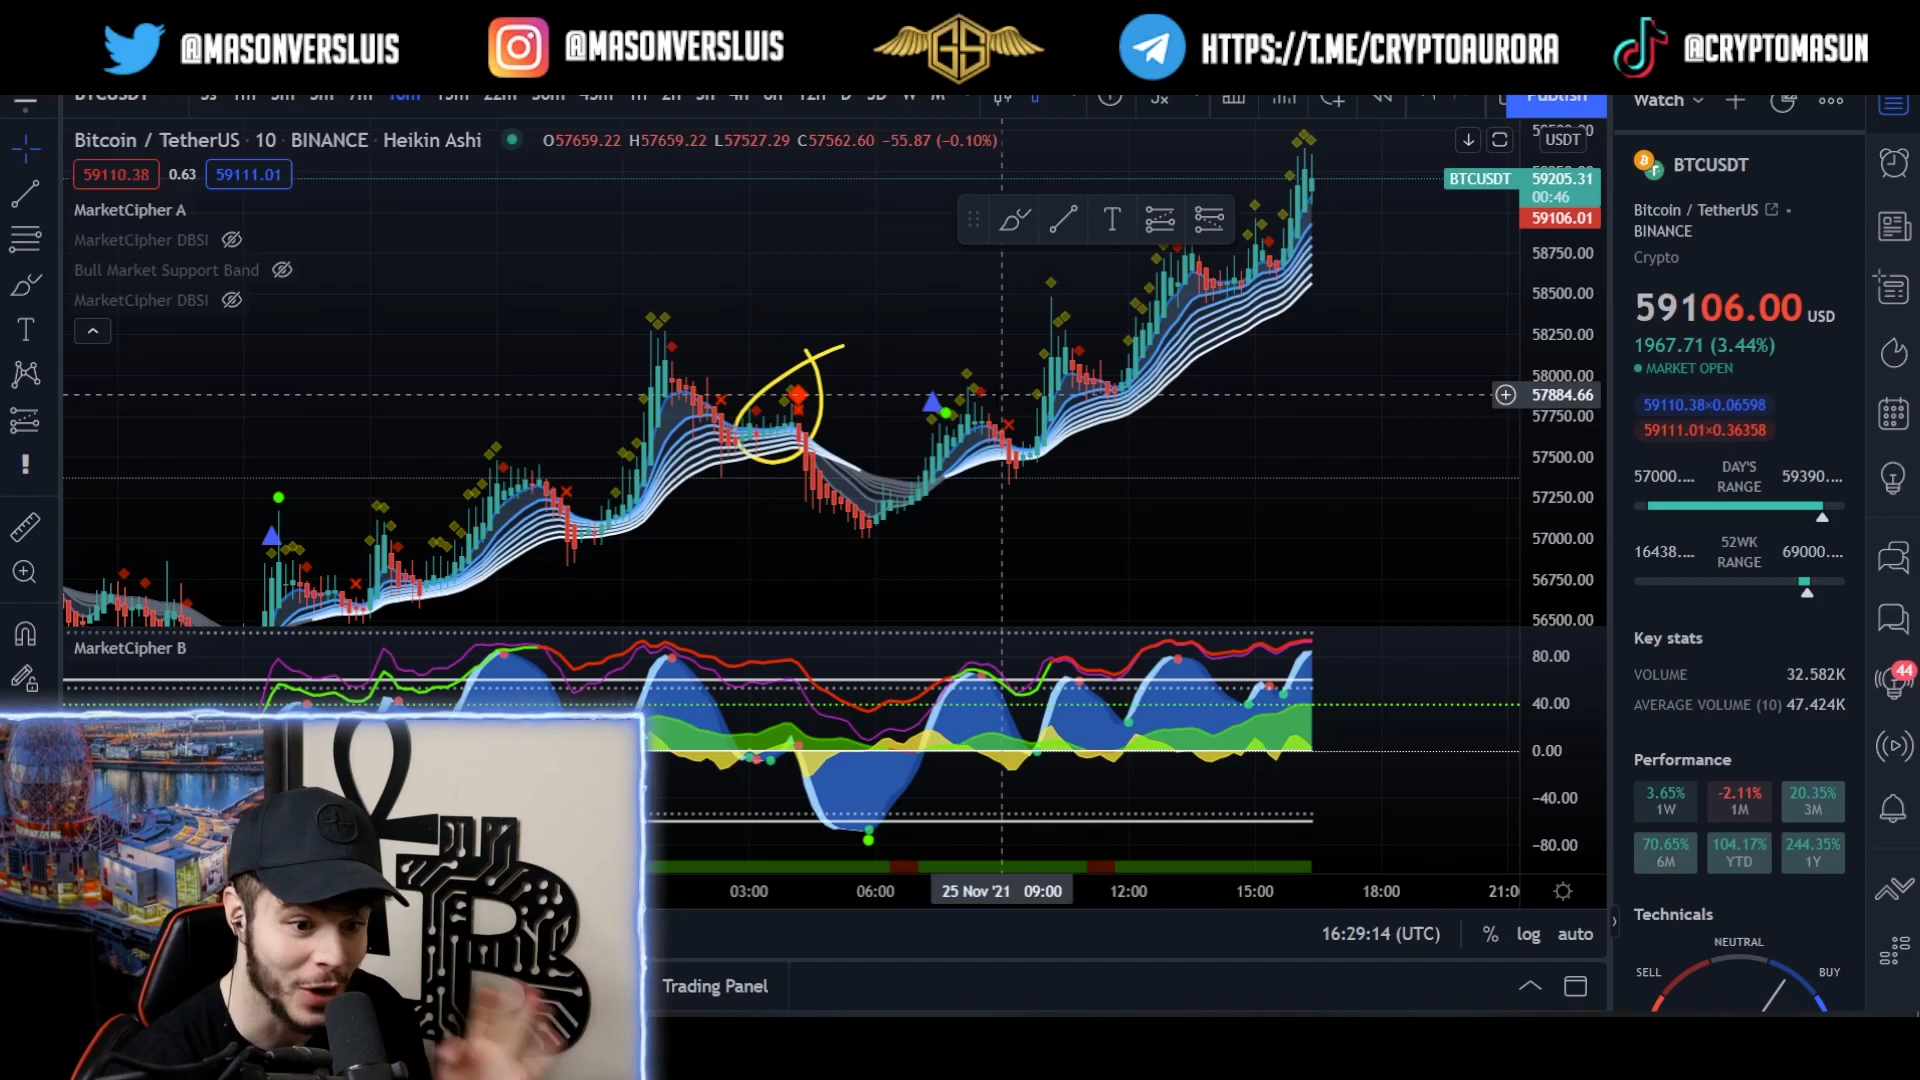 @MASONVERSLUIS @MASONVERSLUIS GS HTTPS://T.ME/CRYPTOAURORA @CRYPTOMASUN
BTCUSDT Publish Watch
Bitcoin / TetherUS · 10 · BINANCE · Heikin Ashi O57659.22 H57659.22 L57527.29 C57562.60 -55.87 (-0.10%) USDT
59110.38 0.63 59111.01
BTCUSDT 59205.31
00:46
59106.01
MarketCipher A
MarketCipher DBSI
Bull Market Support Band
MarketCipher DBSI
58750.00
58500.00
58250.00
58000.00
57884.66
57750.00
57500.00
57250.00
57000.00
56750.00
56500.00
MarketCipher B
80.00
40.00
0.00
-40.00
-80.00
03:00 06:00 25 Nov '21 09:00 12:00 15:00 18:00 21:0
16:29:14 (UTC) % log auto
Trading Panel
BTCUSDT
Bitcoin / TetherUS
BINANCE
Crypto
59106.00 USD
1967.71 (3.44%)
MARKET OPEN
59110.38×0.06598
59111.01×0.36358
57000.... DAY'S RANGE 59390....
16438.... 52WK RANGE 69000....
Key stats
VOLUME 32.582K
AVERAGE VOLUME (10) 47.424K
44
Performance
3.65% -2.11% 20.35%
1W 1M 3M
70.65% 104.17% 244.35%
6M YTD 1Y
Technicals
NEUTRAL
SELL BUY